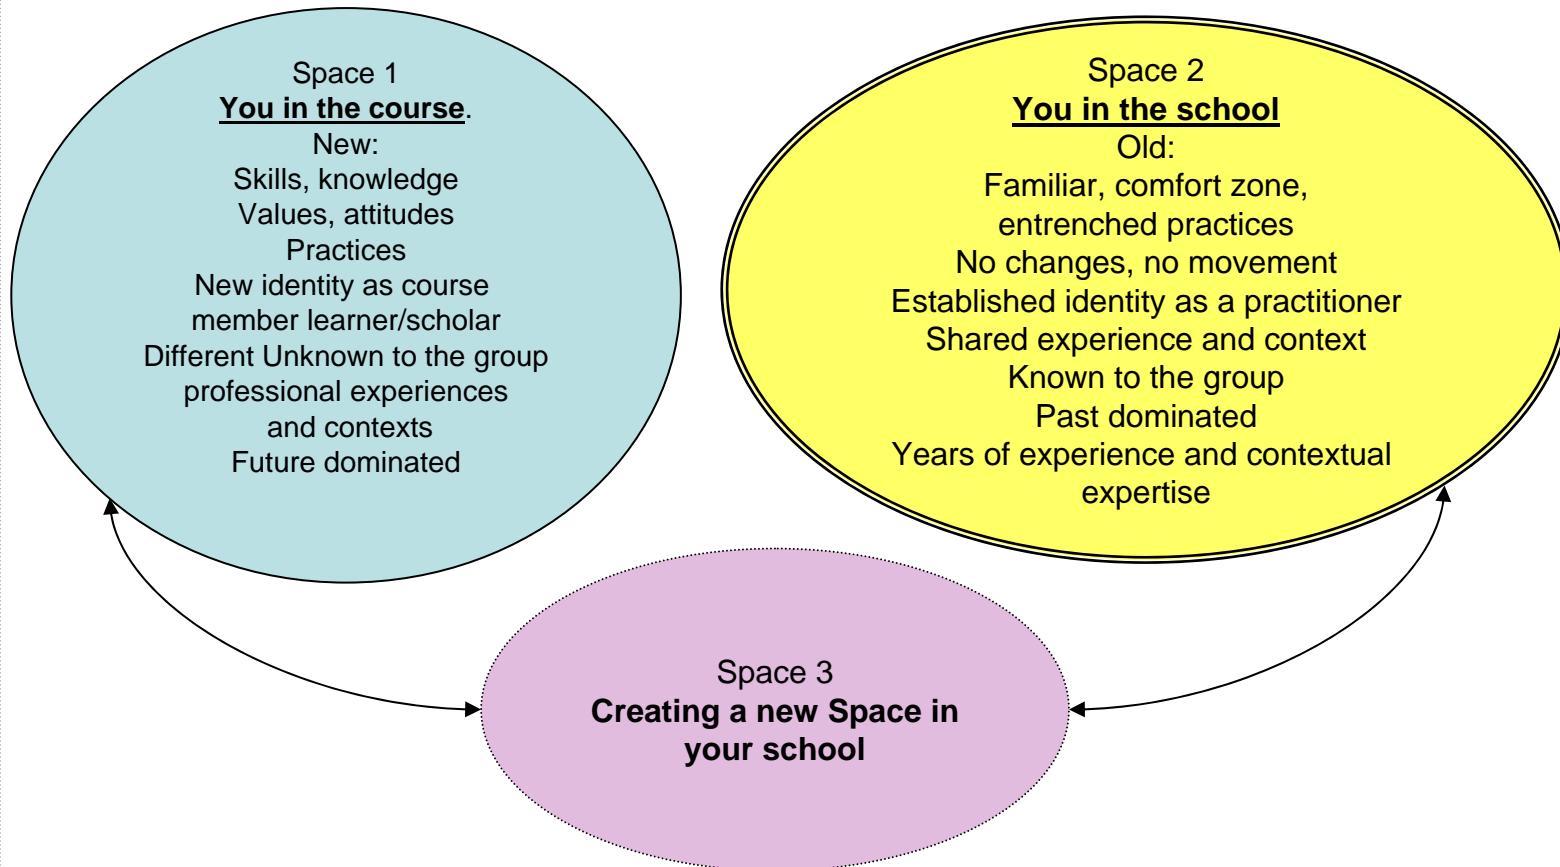 Space 1
You in the course.
New:
Skills, knowledge
Values, attitudes
Practices
New identity as course
member learner/scholar
Different Unknown to the group
professional experiences
and contexts
Future dominated
Space 2
You in the school
Old:
Familiar, comfort zone,
entrenched practices
No changes, no movement
Established identity as a practitioner
Shared experience and context
Known to the group
Past dominated
Years of experience and contextual
expertise
Space 3
Creating a new Space in
your school